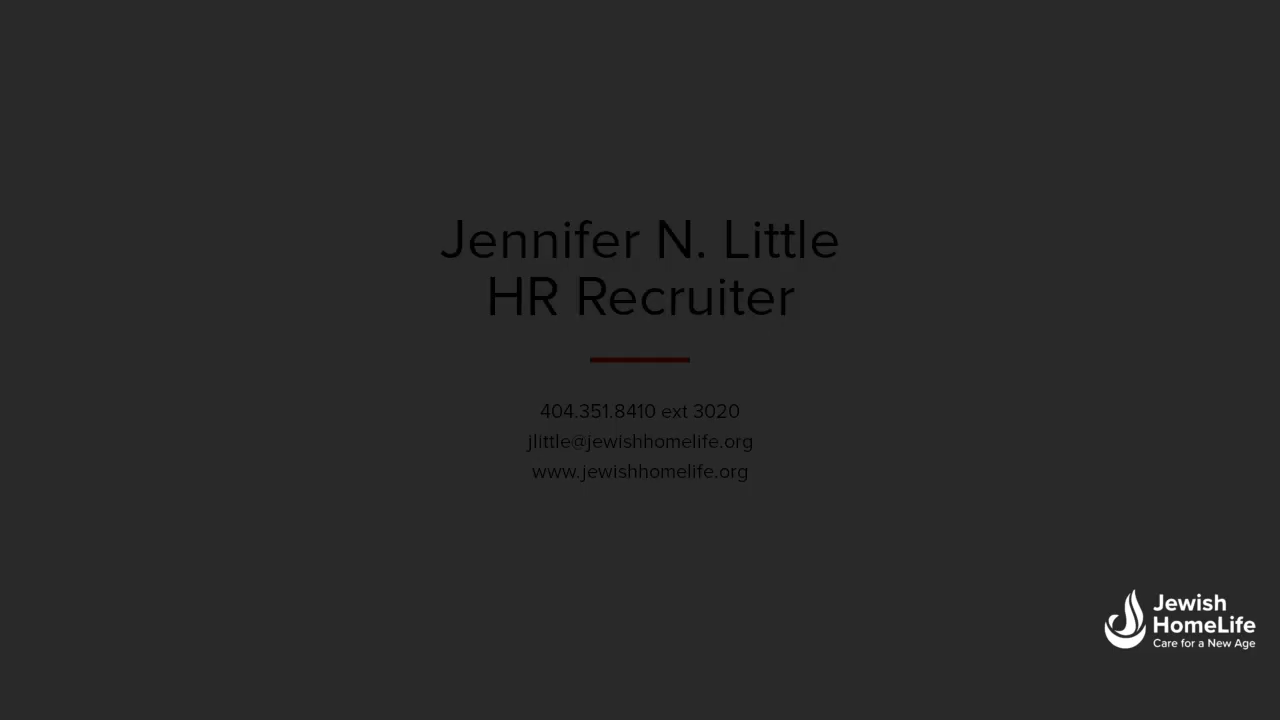 Jennifer N. Little
HR Recruiter
404.351.8410 ext 3020
jlittle@jewishhomelife.org
www.jewishhomelife.org
Jewish
HomeLife
Care for a New Age